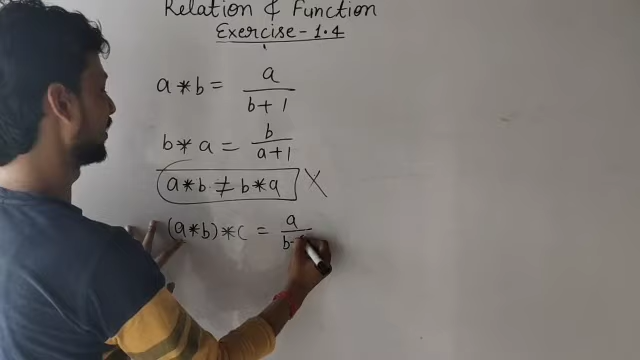 Relation & Function
Exercise-1.4
a * b = a/(b+1)
b * a = b/(a+1)
a * b ≠ b * a X
(a * b) * c = a/(b+